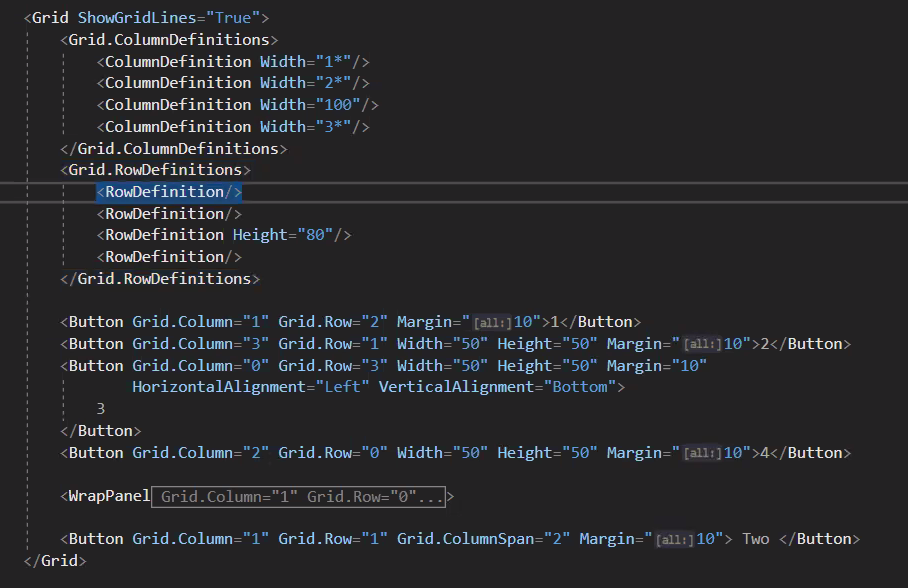 <Grid ShowGridLines="True">
<Grid.ColumnDefinitions>
<ColumnDefinition Width="1*"/>
<ColumnDefinition Width="2*"/>
<ColumnDefinition Width="100"/>
<ColumnDefinition Width="3*"/>
</Grid.ColumnDefinitions>
<Grid.RowDefinitions>
<RowDefinition/>
<RowDefinition/>
<RowDefinition Height="80"/>
<RowDefinition/>
</Grid.RowDefinitions>
<Button Grid.Column="1" Grid.Row="2" Margin="[all:]10">1</Button>
<Button Grid.Column="3" Grid.Row="1" Width="50" Height="50" Margin="[all:]10">2</Button>
<Button Grid.Column="0" Grid.Row="3" Width="50" Height="50" Margin="10"
HorizontalAlignment="Left" VerticalAlignment="Bottom">
3
</Button>
<Button Grid.Column="2" Grid.Row="0" Width="50" Height="50" Margin="[all:]10">4</Button>
<WrapPanel Grid.Column="1" Grid.Row="0"...>
<Button Grid.Column="1" Grid.Row="1" Grid.ColumnSpan="2" Margin="[all:]10"> Two </Button>
</Grid>